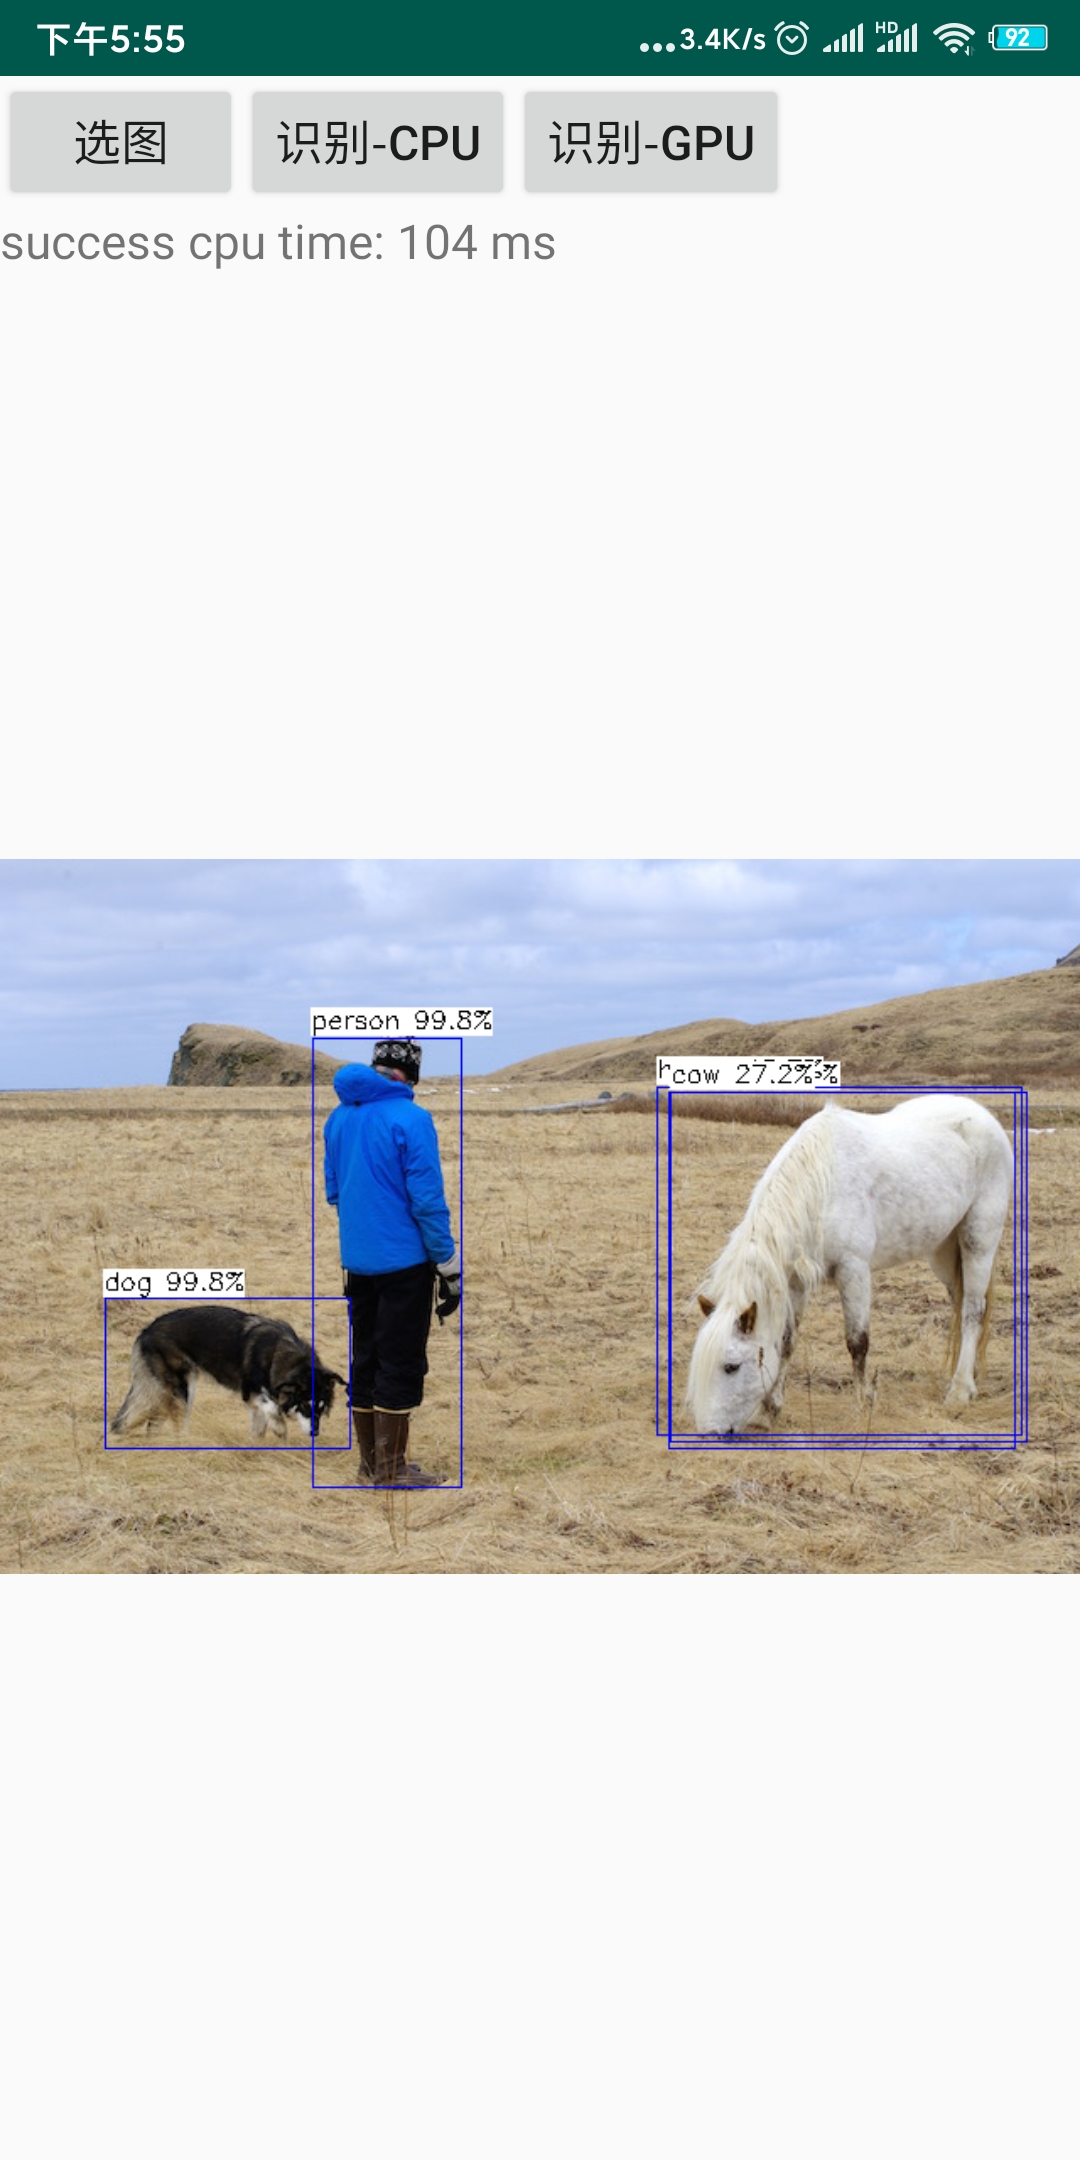 下午5:55
...3.4K/s
HD
92
选图
识别-CPU
识别-GPU
success cpu time: 104 ms
person 99.8%
cow 27.2%
dog 99.8%